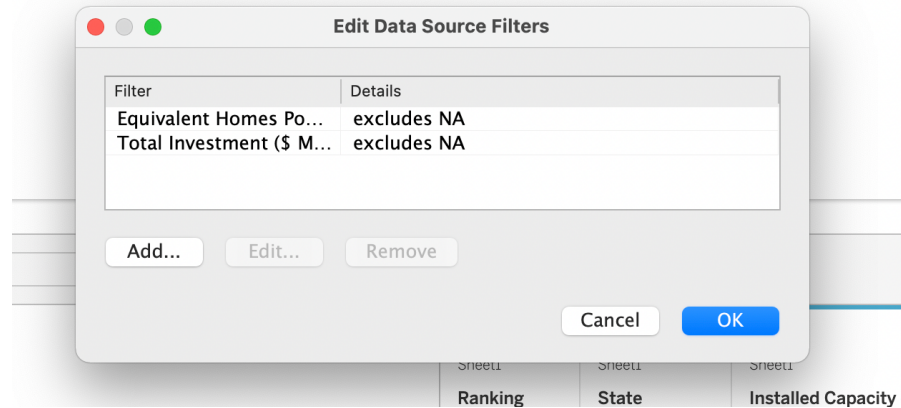 Edit Data Source Filters
Filter Details
Equivalent Homes Po... excludes NA
Total Investment ($ M... excludes NA
Add... Edit... Remove
Cancel OK
Sheet1 Sheet1 Sheet1
Ranking State Installed Capacity